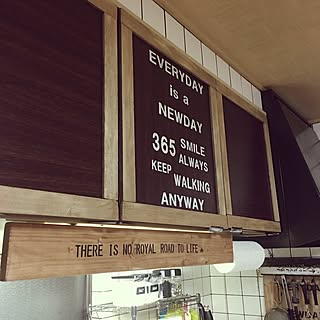 EVERYDAY
is a
NEWDAY
365 SMILE
ALWAYS
KEEP WALKING
ANYWAY
THERE IS NO ROYAL ROAD TO LIFE